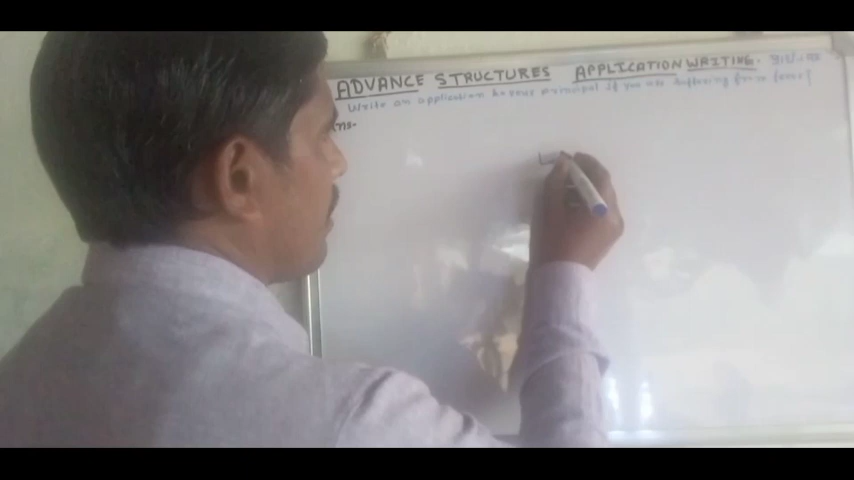 ADVANCE STRUCTURES APPLICATION WRITING.
Write an application to your principal if you are suffering from fever?
Ans-